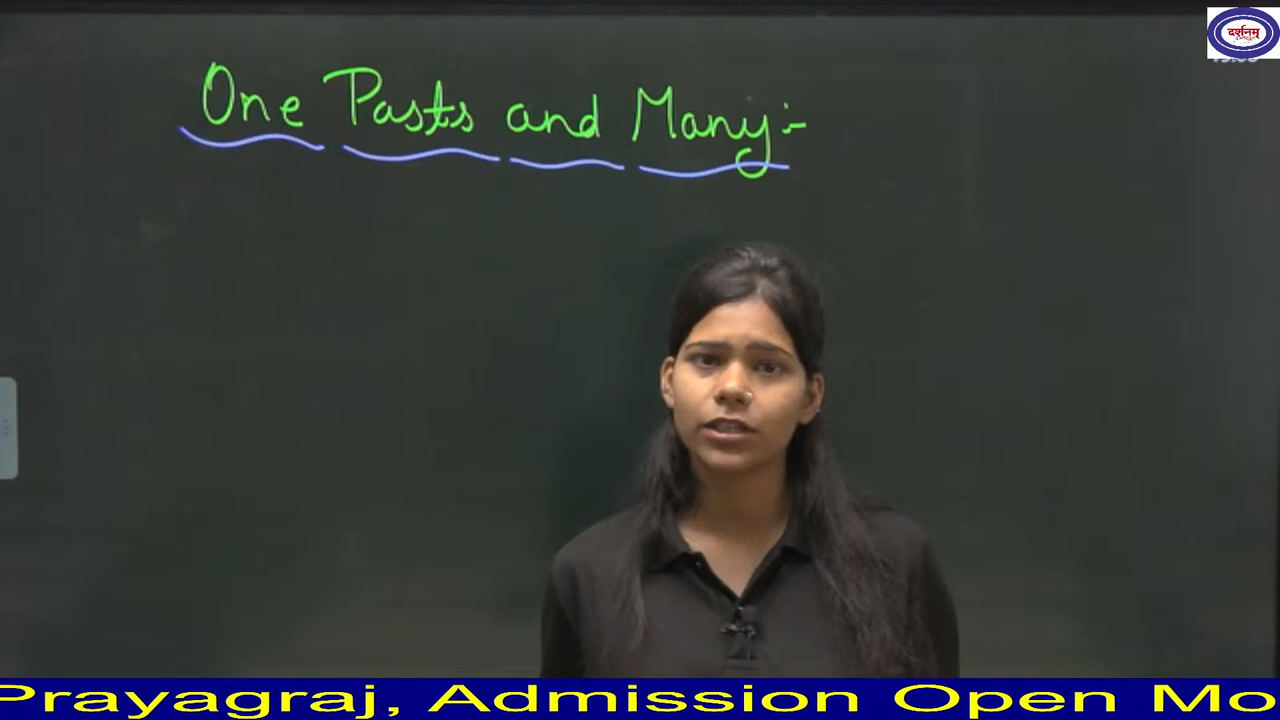 दर्शनम्
One Pasts and Many:-
Prayagraj, Admission Open Mo